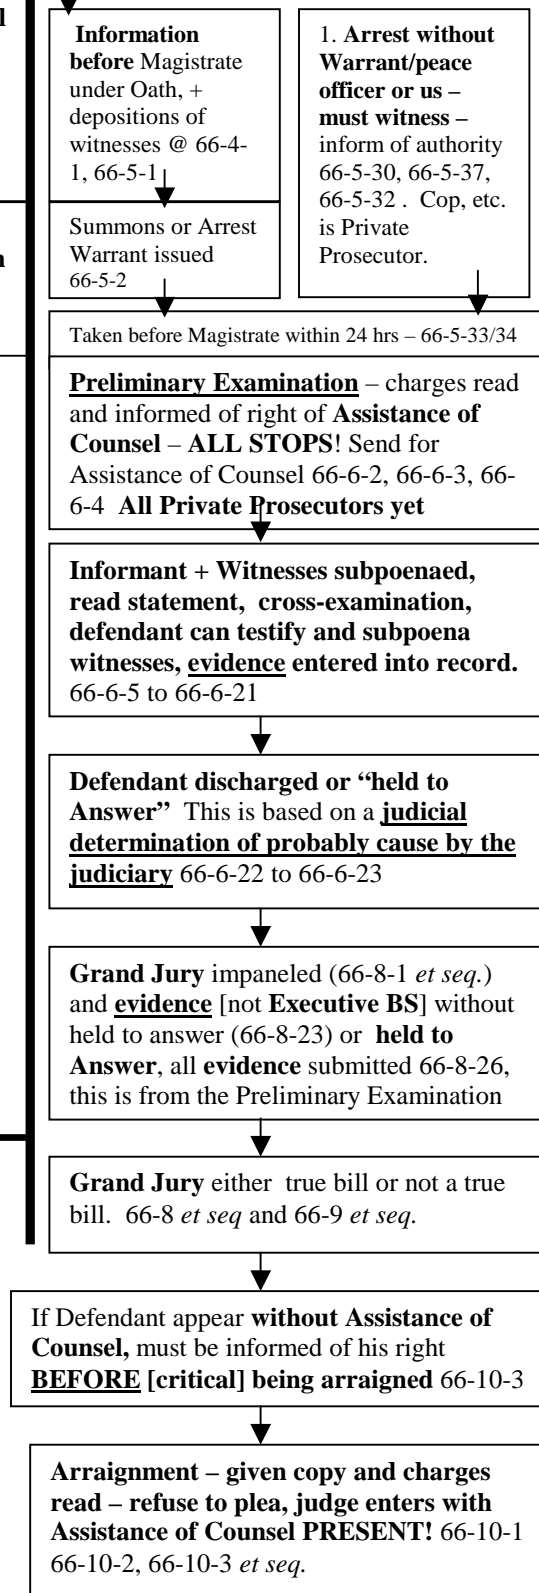 l
n
Information
before Magistrate
under Oath, +
depositions of
witnesses @ 66-4-
1, 66-5-1
1. Arrest without
Warrant/peace
officer or us –
must witness –
inform of authority
66-5-30, 66-5-37,
66-5-32 . Cop, etc.
is Private
Prosecutor.
Summons or Arrest
Warrant issued
66-5-2
Taken before Magistrate within 24 hrs – 66-5-33/34
Preliminary Examination – charges read
and informed of right of Assistance of
Counsel – ALL STOPS! Send for
Assistance of Counsel 66-6-2, 66-6-3, 66-
6-4 All Private Prosecutors yet
Informant + Witnesses subpoenaed,
read statement, cross-examination,
defendant can testify and subpoena
witnesses, evidence entered into record.
66-6-5 to 66-6-21
Defendant discharged or “held to
Answer” This is based on a judicial
determination of probably cause by the
judiciary 66-6-22 to 66-6-23
Grand Jury impaneled (66-8-1 et seq.)
and evidence [not Executive BS] without
held to answer (66-8-23) or held to
Answer, all evidence submitted 66-8-26,
this is from the Preliminary Examination
Grand Jury either true bill or not a true
bill. 66-8 et seq and 66-9 et seq.
If Defendant appear without Assistance of
Counsel, must be informed of his right
BEFORE [critical] being arraigned 66-10-3
Arraignment – given copy and charges
read – refuse to plea, judge enters with
Assistance of Counsel PRESENT! 66-10-1
66-10-2, 66-10-3 et seq.